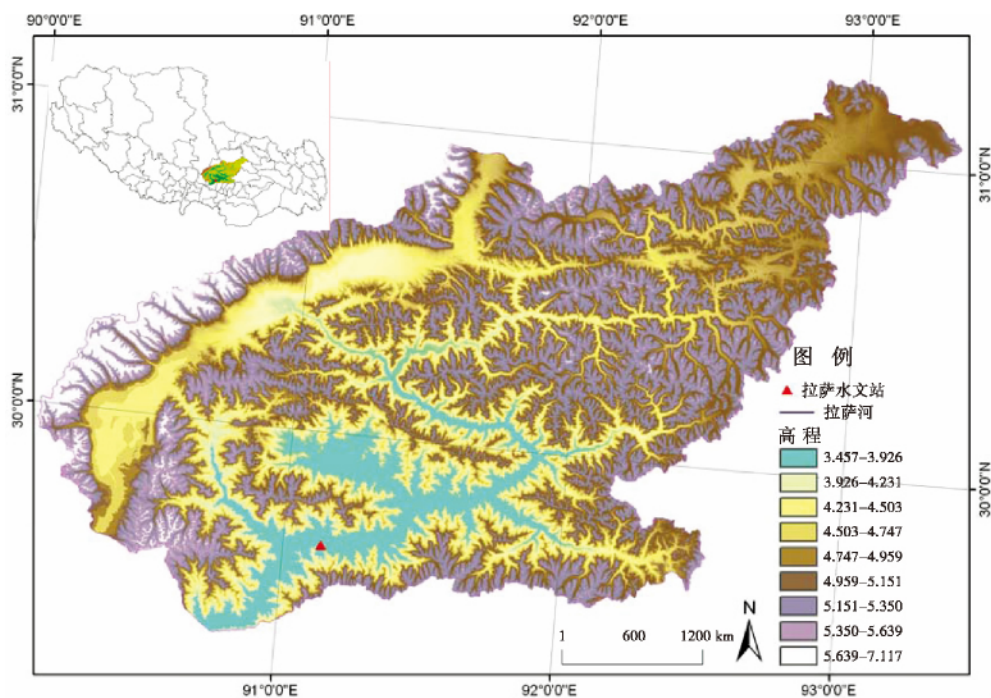 90°0'0"E
91°0'0"E
92°0'0"E
93°0'0"E
31°0'0"N
30°0'0"N
31°0'0"N
30°0'0"N
图 例
拉萨水文站
拉萨河
高程
3.457–3.926
3.926–4.231
4.231–4.503
4.503–4.747
4.747–4.959
4.959–5.151
5.151–5.350
5.350–5.639
5.639–7.117
N
1 600 1200 km
91°0'0"E
92°0'0"E
93°0'0"E